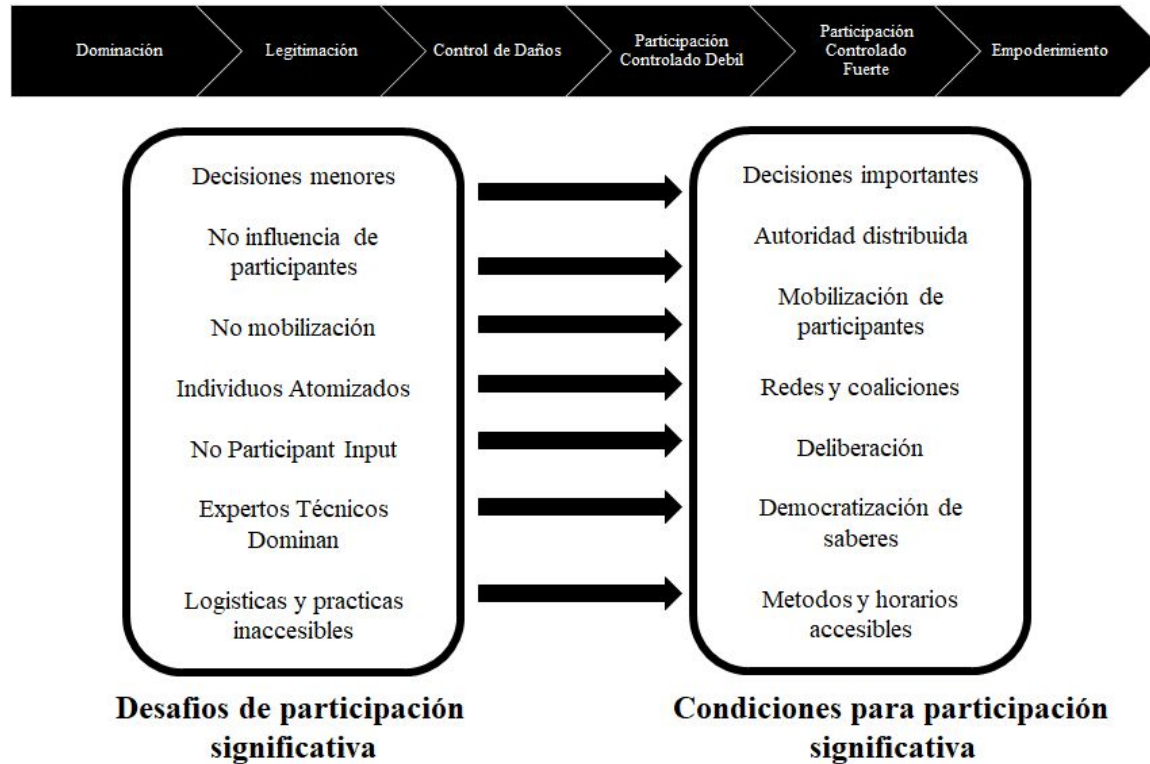 Dominación
Legitimación
Control de Daños
Participación
Controlado Debil
Participación
Controlado
Fuerte
Empoderimiento
Decisiones menores
No influencia de
participantes
No mobilización
Individuos Atomizados
No Participant Input
Expertos Técnicos
Dominan
Logisticas y practicas
inaccesibles
Decisiones importantes
Autoridad distribuida
Mobilización de
participantes
Redes y coaliciones
Deliberación
Democratización de
saberes
Metodos y horarios
accesibles
Desafios de participación
significativa
Condiciones para participación
significativa